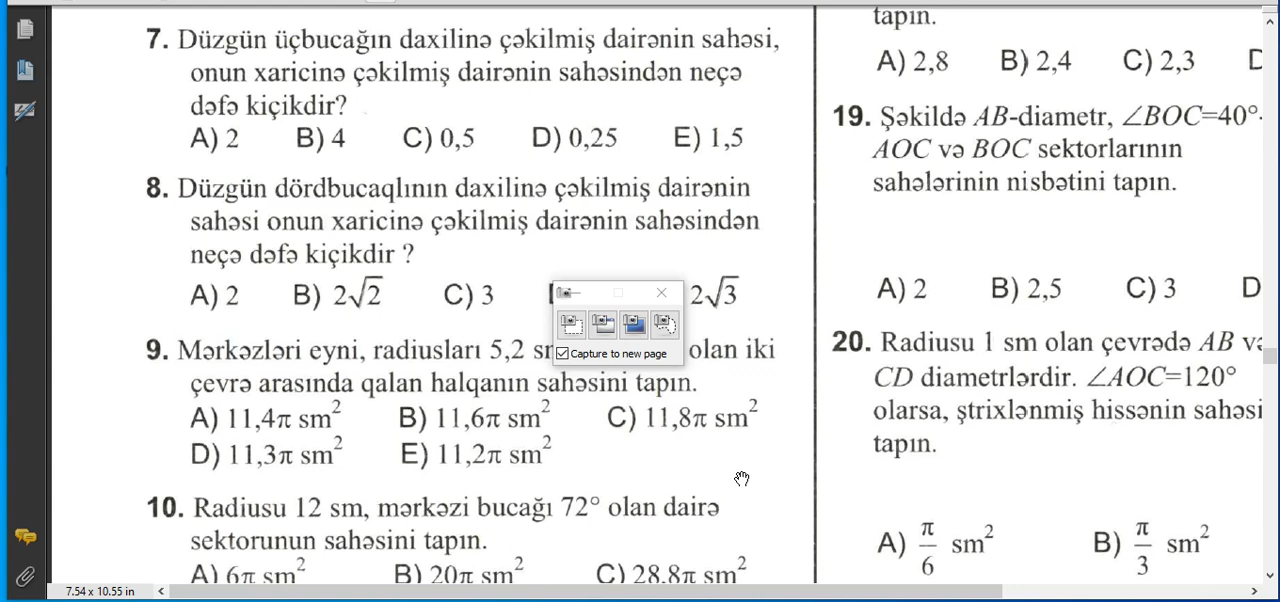 7. Düzgün üçbucağın daxilinə çəkilmiş dairənin sahəsi,
onun xaricinə çəkilmiş dairənin sahəsindən neçə
dəfə kiçikdir?
A) 2 B) 4 C) 0,5 D) 0,25 E) 1,5
8. Düzgün dördbucaqlının daxilinə çəkilmiş dairənin
sahəsi onun xaricinə çəkilmiş dairənin sahəsindən
neçə dəfə kiçikdir ?
A) 2 B) 2√2 C) 3 2√3
9. Mərkəzləri eyni, radiusları 5,2 olan iki
çevrə arasında qalan halqanın sahəsini tapın.
A) 11,4π sm² B) 11,6π sm² C) 11,8π sm²
D) 11,3π sm² E) 11,2π sm²
10. Radiusu 12 sm, mərkəzi bucağı 72° olan dairə
sektorunun sahəsini tapın.
A) 6π sm² B) 20π sm² C) 28,8π sm²
tapın.
A) 2,8 B) 2,4 C) 2,3
19. Şəkildə AB-diametr, ∠BOC=40°
AOC və BOC sektorlarının
sahələrinin nisbətini tapın.
A) 2 B) 2,5 C) 3 D
20. Radiusu 1 sm olan çevrədə AB və
CD diametrlərdir. ∠AOC=120°
olarsa, ştrixlənmiş hissənin sahəsi
tapın.
A) π/6 sm² B) π/3 sm²
Capture to new page
7.54 x 10.55 in